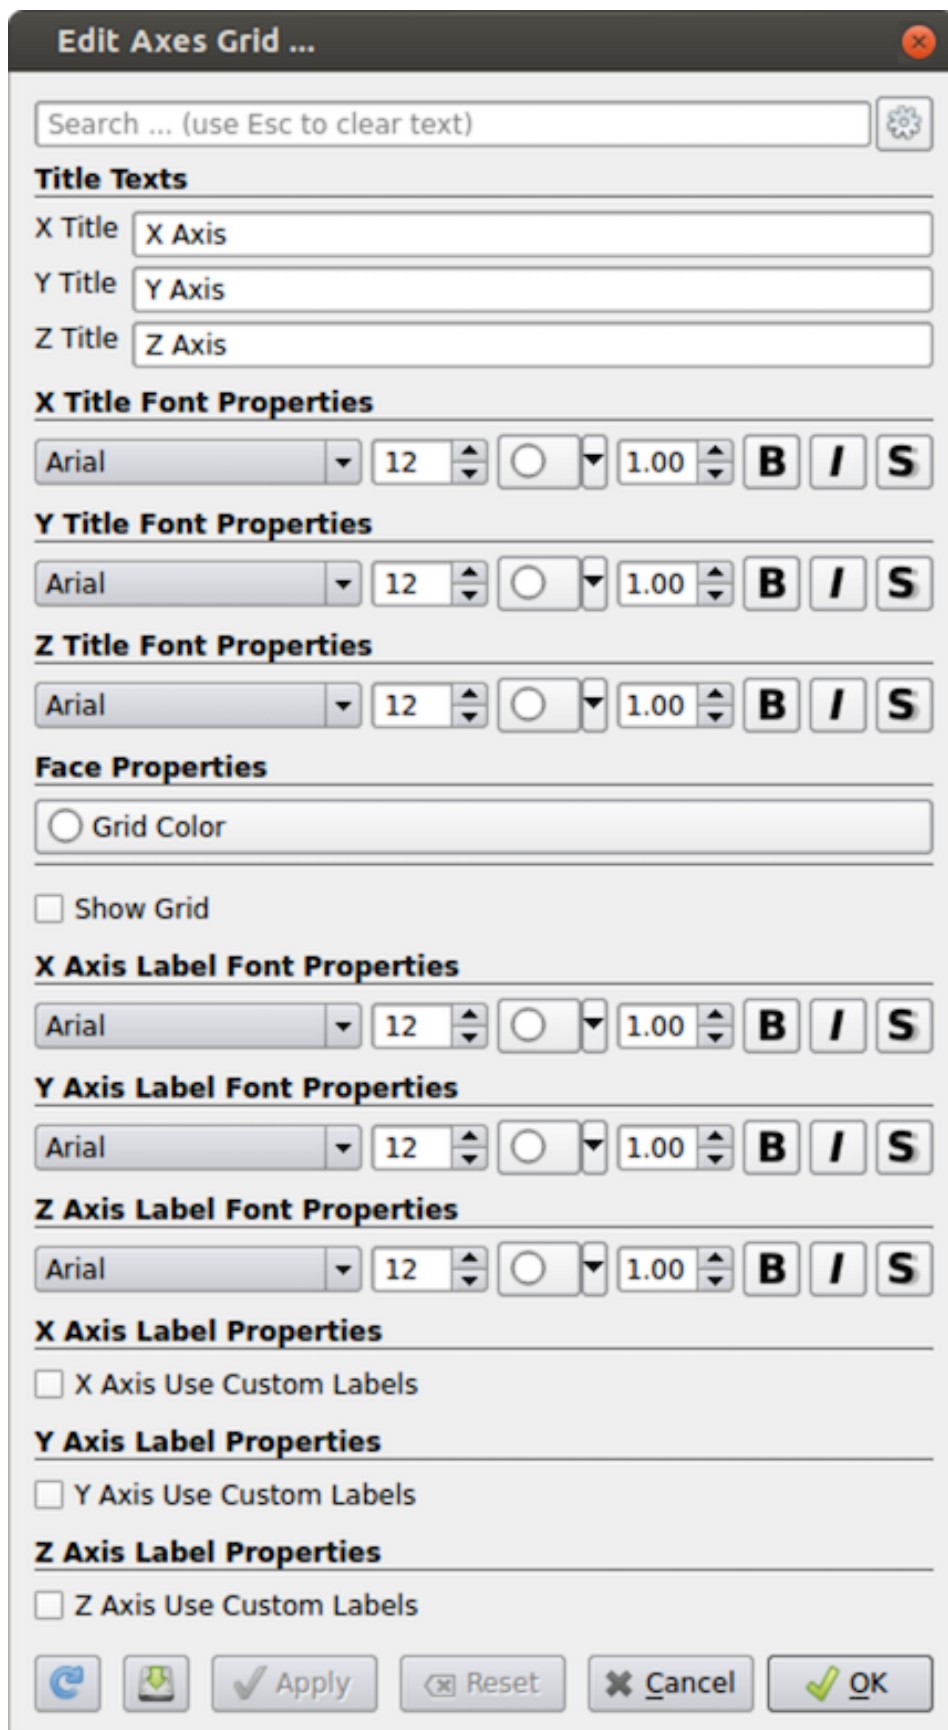 Edit Axes Grid ...
Search ... (use Esc to clear text)
Title Texts
X Title X Axis
Y Title Y Axis
Z Title Z Axis
X Title Font Properties
Arial 12 1.00 B I S
Y Title Font Properties
Arial 12 1.00 B I S
Z Title Font Properties
Arial 12 1.00 B I S
Face Properties
Grid Color
Show Grid
X Axis Label Font Properties
Arial 12 1.00 B I S
Y Axis Label Font Properties
Arial 12 1.00 B I S
Z Axis Label Font Properties
Arial 12 1.00 B I S
X Axis Label Properties
X Axis Use Custom Labels
Y Axis Label Properties
Y Axis Use Custom Labels
Z Axis Label Properties
Z Axis Use Custom Labels
Apply Reset Cancel OK